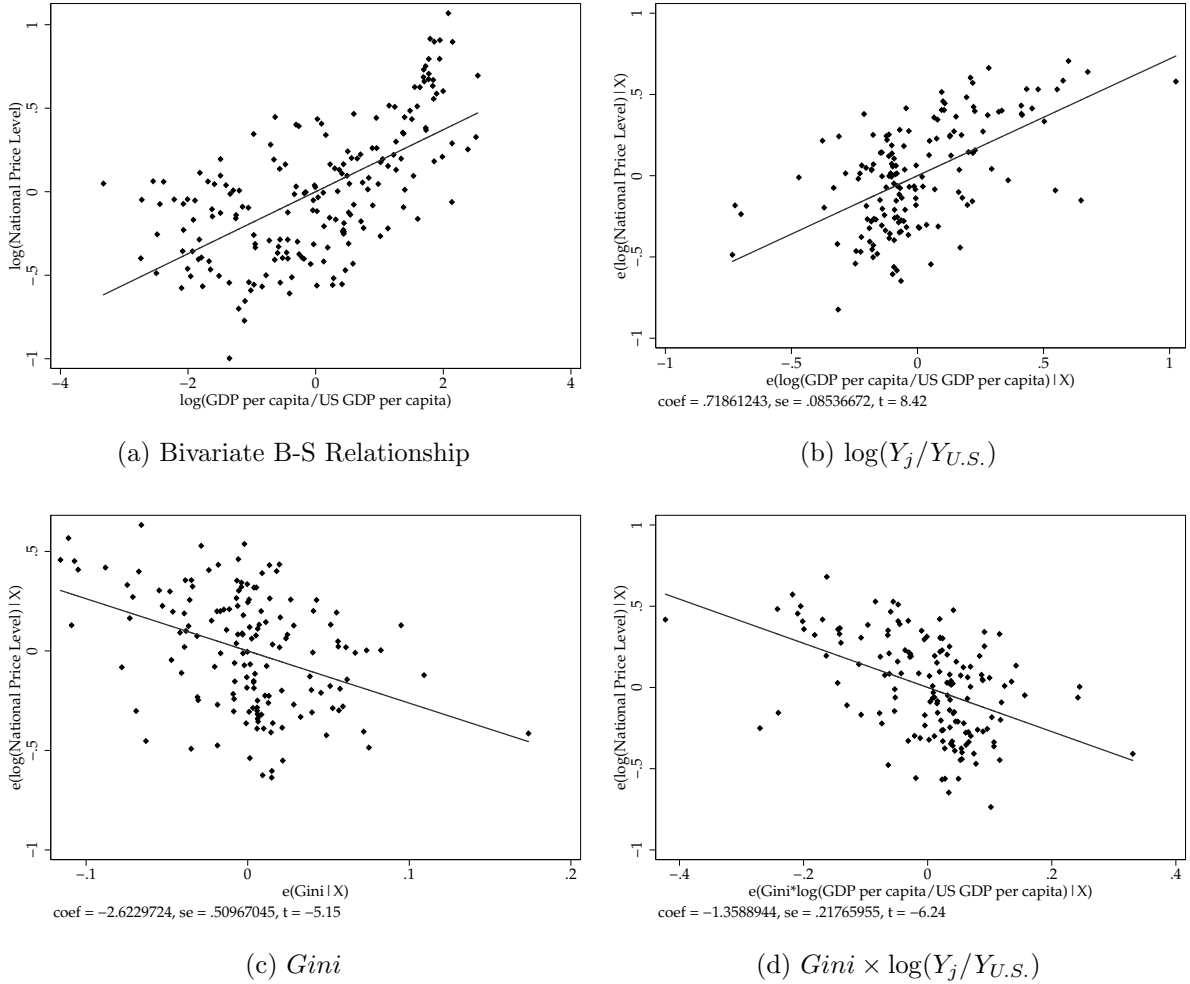 1
.5
0
−.5
−1
log(National Price Level)
−4
−2
0
2
4
log(GDP per capita/US GDP per capita)
(a) Bivariate B-S Relationship
1
.5
0
−.5
−1
e(log(National Price Level) | X)
−1
−.5
0
.5
1
e(log(GDP per capita/US GDP per capita) | X)
coef = .71861243, se = .08536672, t = 8.42
(b) log(Y_j/Y_{U.S.})
.5
0
−.5
−1
e(log(National Price Level) | X)
−.1
0
.1
.2
e(Gini | X)
coef = −2.6229724, se = .50967045, t = −5.15
(c) Gini
1
.5
0
−.5
−1
e(log(National Price Level) | X)
−.4
−.2
0
.2
.4
e(Gini*log(GDP per capita/US GDP per capita) | X)
coef = −1.3588944, se = .21765955, t = −6.24
(d) Gini × log(Y_j/Y_{U.S.})